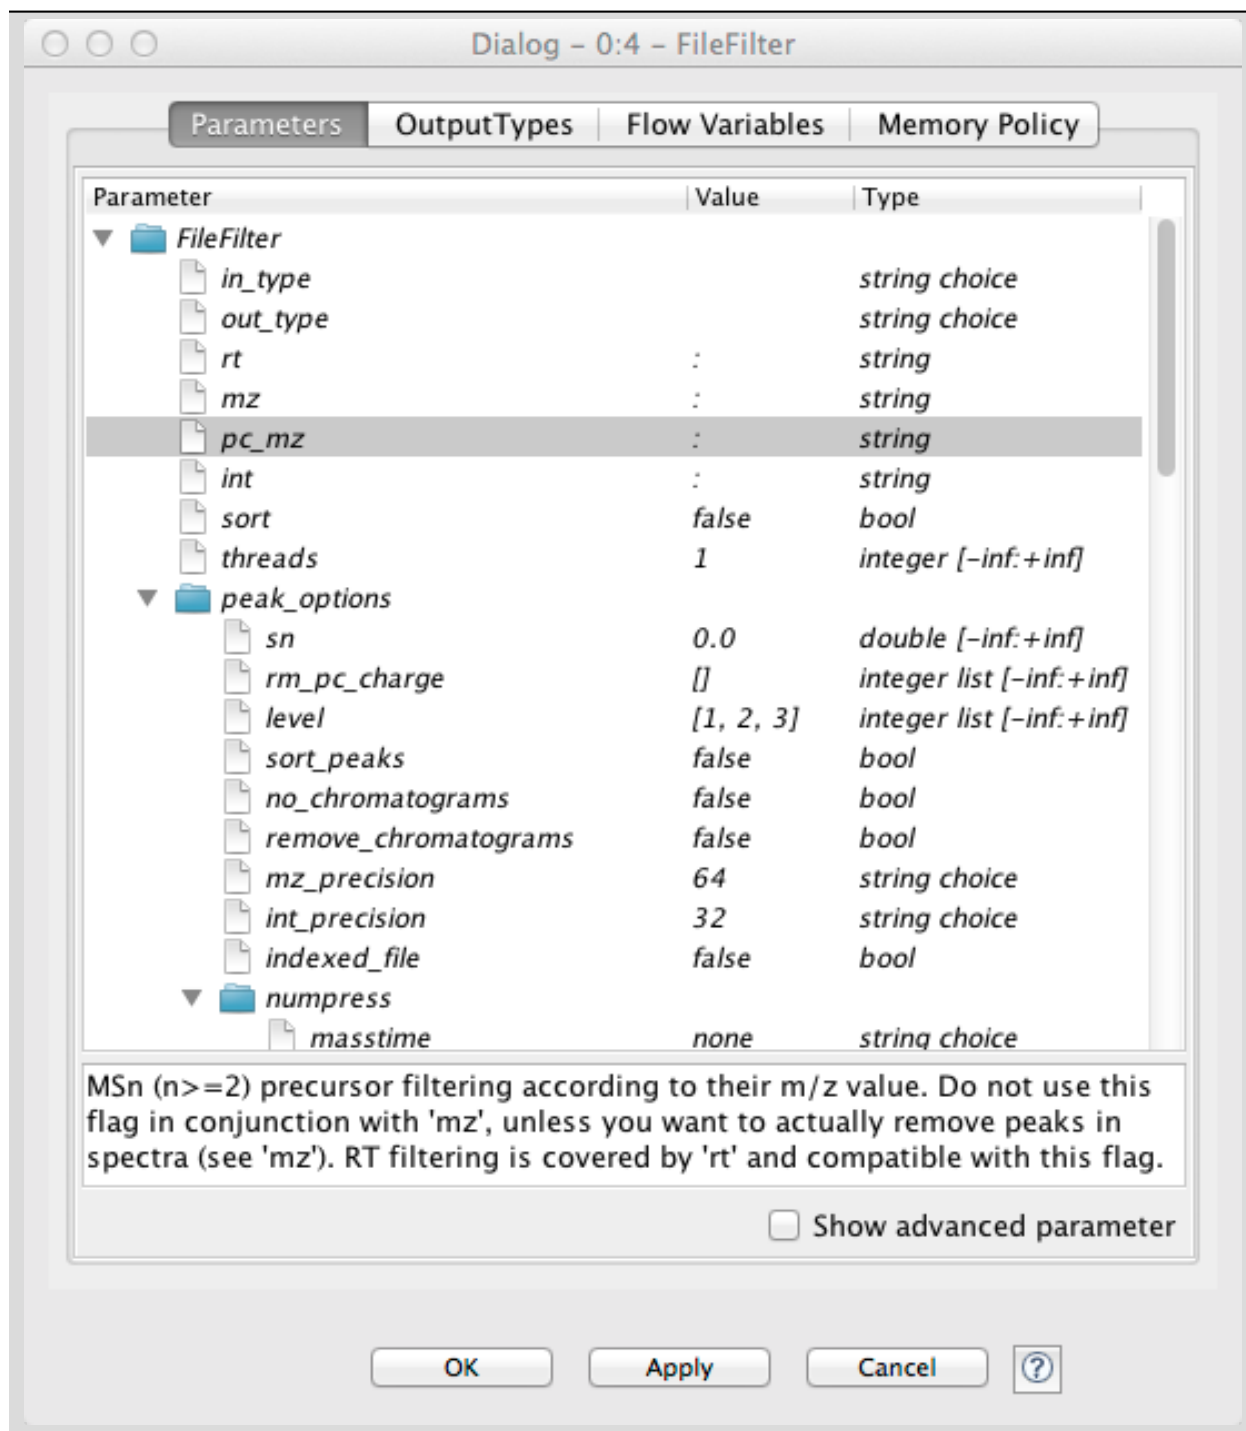 Dialog – 0:4 – FileFilter
Parameters OutputTypes Flow Variables Memory Policy
Parameter Value Type
FileFilter
in_type string choice
out_type string choice
rt : string
mz : string
pc_mz : string
int : string
sort false bool
threads 1 integer [-inf:+inf]
peak_options
sn 0.0 double [-inf:+inf]
rm_pc_charge [] integer list [-inf:+inf]
level [1, 2, 3] integer list [-inf:+inf]
sort_peaks false bool
no_chromatograms false bool
remove_chromatograms false bool
mz_precision 64 string choice
int_precision 32 string choice
indexed_file false bool
numpress
masstime none string choice
MSn (n>=2) precursor filtering according to their m/z value. Do not use this
flag in conjunction with 'mz', unless you want to actually remove peaks in
spectra (see 'mz'). RT filtering is covered by 'rt' and compatible with this flag.
Show advanced parameter
OK Apply Cancel ?